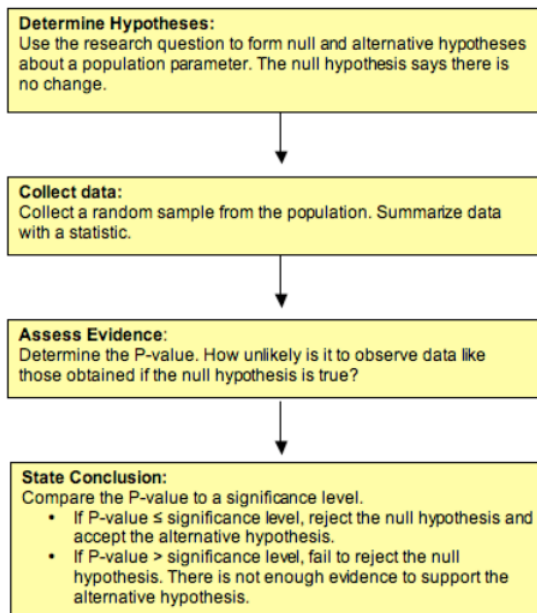 Determine Hypotheses:
Use the research question to form null and alternative hypotheses
about a population parameter. The null hypothesis says there is
no change.
Collect data:
Collect a random sample from the population. Summarize data
with a statistic.
Assess Evidence:
Determine the P-value. How unlikely is it to observe data like
those obtained if the null hypothesis is true?
State Conclusion:
Compare the P-value to a significance level.
• If P-value ≤ significance level, reject the null hypothesis and
accept the alternative hypothesis.
• If P-value > significance level, fail to reject the null
hypothesis. There is not enough evidence to support the
alternative hypothesis.